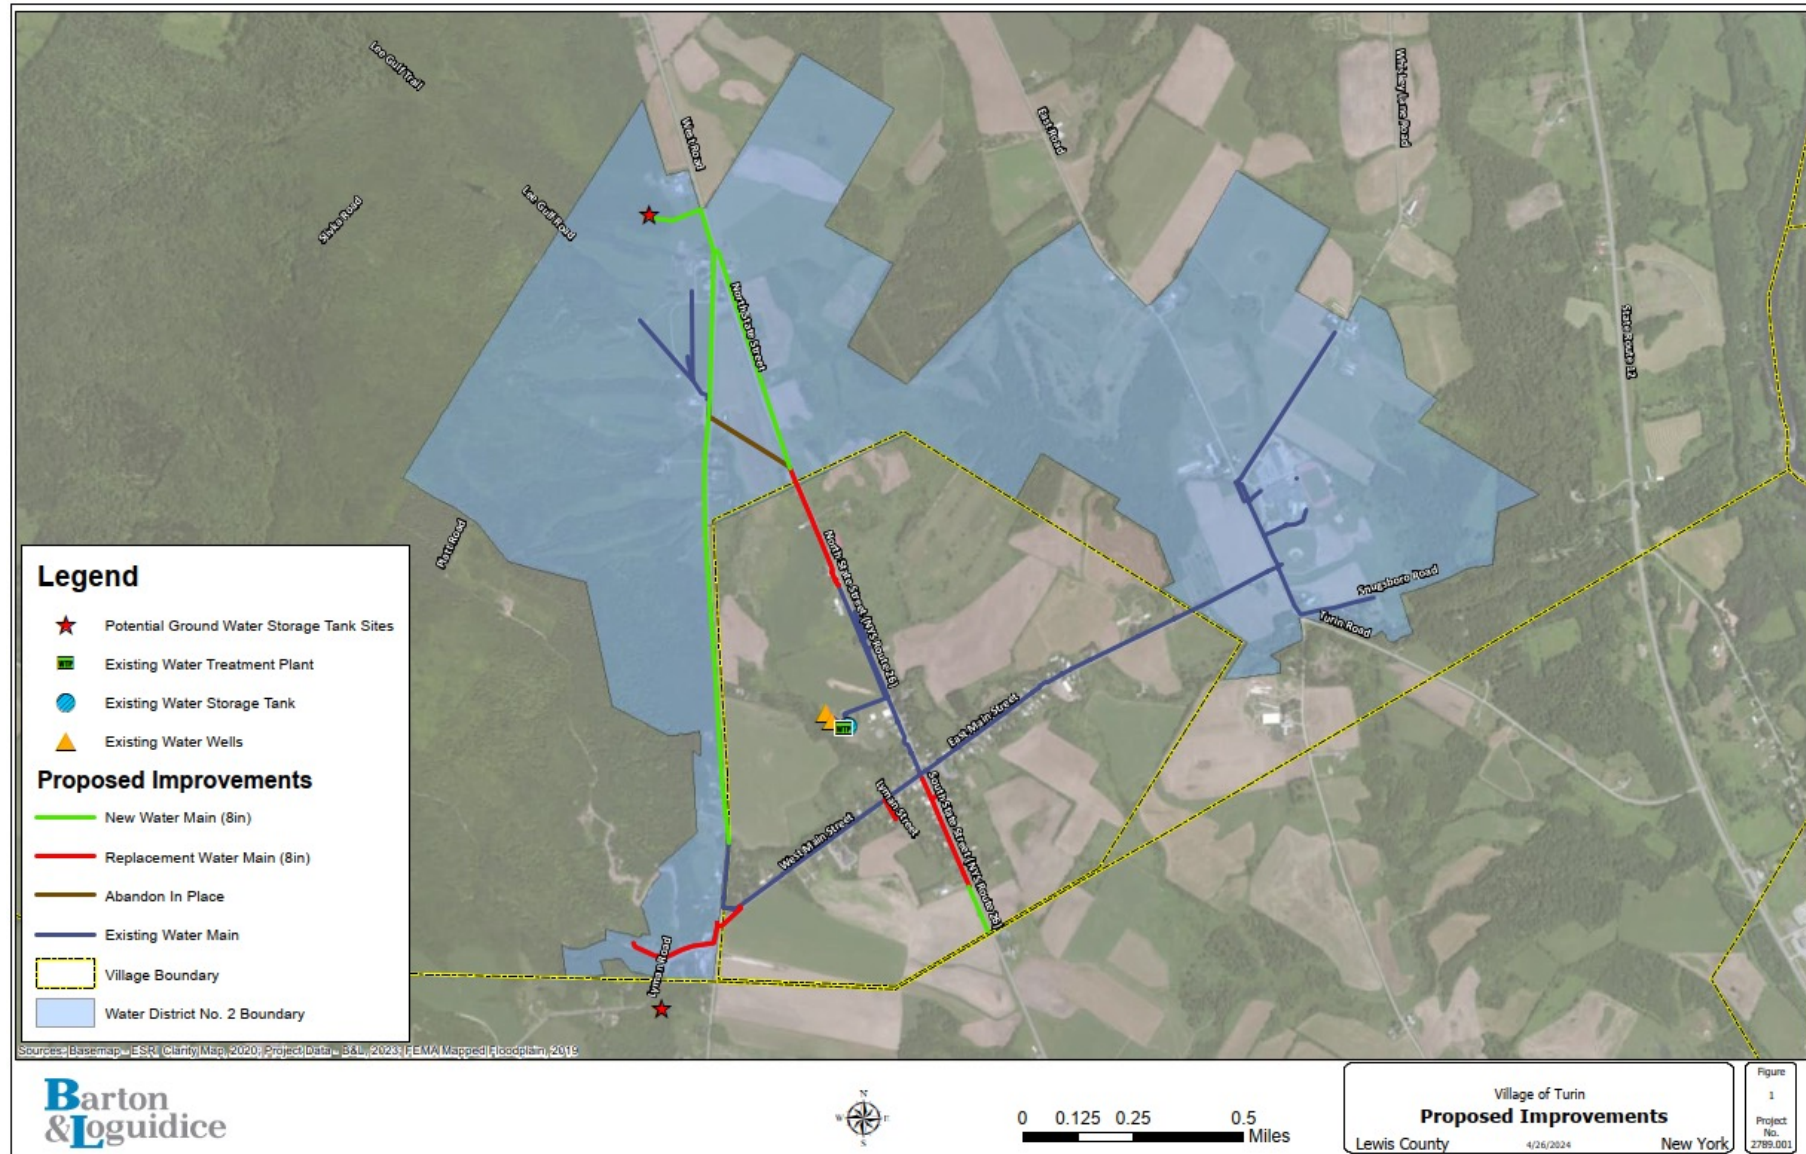 Lee Gulf Trail
West Road
East Road
Whiskey Lane Road
Slivka Road
Lee Gulf Road
North State Street
State Route 12
Platt Road
North State Street (NYS Route 26)
Snugsboro Road
Turin Road
East Main Street
WTP
Lyman Street
South State Street (NYS Route 26)
West Main Street
Lyman Road
Legend
Potential Ground Water Storage Tank Sites
WTP
Existing Water Treatment Plant
Existing Water Storage Tank
Existing Water Wells
Proposed Improvements
New Water Main (8in)
Replacement Water Main (8in)
Abandon In Place
Existing Water Main
Village Boundary
Water District No. 2 Boundary
Sources: Basemap - ESRI Clarity Map, 2020; Project Data - B&L, 2023; FEMA Mapped Floodplain, 2019
Barton
&Loguidice
N
W E
S
0 0.125 0.25 0.5
Miles
Village of Turin
Proposed Improvements
Lewis County 4/26/2024 New York
Figure
1
Project
No.
2789.001